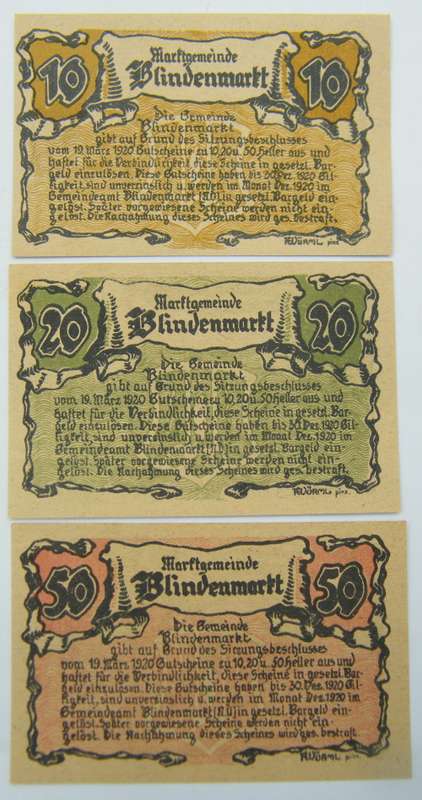 10 Marktgemeinde 10
Blindenmarkt
Die Gemeinde
Blindenmarkt
gibt auf Grund des Sitzungsbeschlusses
vom 19. März 1920 Gutscheine zu 10,20 u. 50 Heller aus und
haftet für die Verbindlichkeit, diese Scheine in gesetzl. Bar-
geld einzulösen. Diese Gutscheine haben bis 30. Dez. 1920 Gil-
tigkeit, sind unverzinslich u. werden im Monat Dez. 1920 im
Gemeindeamt Blindenmarkt (N.Ö.) in gesetzl. Bargeld ein-
gelöst. Später vorgewiesene Scheine werden nicht ein-
gelöst. Die Nachahmung dieses Scheines wird ges. bestraft.
pinx.
20 Marktgemeinde 20
Blindenmarkt
Die Gemeinde
Blindenmarkt
gibt auf Grund des Sitzungsbeschlusses
vom 19. März 1920 Gutscheine zu 10,20 u. 50 Heller aus und
haftet für die Verbindlichkeit, diese Scheine in gesetzl. Bar-
geld einzulösen. Diese Gutscheine haben bis 30. Dez. 1920 Gil-
tigkeit, sind unverzinslich u. werden im Monat Dez. 1920 im
Gemeindeamt Blindenmarkt (N.Ö.) in gesetzl. Bargeld ein-
gelöst. Später vorgewiesene Scheine werden nicht ein-
gelöst. Die Nachahmung dieses Scheines wird ges. bestraft.
pinx.
50 Marktgemeinde 50
Blindenmarkt
Die Gemeinde
Blindenmarkt
gibt auf Grund des Sitzungsbeschlusses
vom 19. März 1920 Gutscheine zu 10,20 u. 50 Heller aus und
haftet für die Verbindlichkeit, diese Scheine in gesetzl. Bar-
geld einzulösen. Diese Gutscheine haben bis 30. Dez. 1920 Gil-
tigkeit, sind unverzinslich u. werden im Monat Dez. 1920 im
Gemeindeamt Blindenmarkt (N.Ö.) in gesetzl. Bargeld ein-
gelöst. Später vorgewiesene Scheine werden nicht ein-
gelöst. Die Nachahmung dieses Scheines wird ges. bestraft.
pinx.